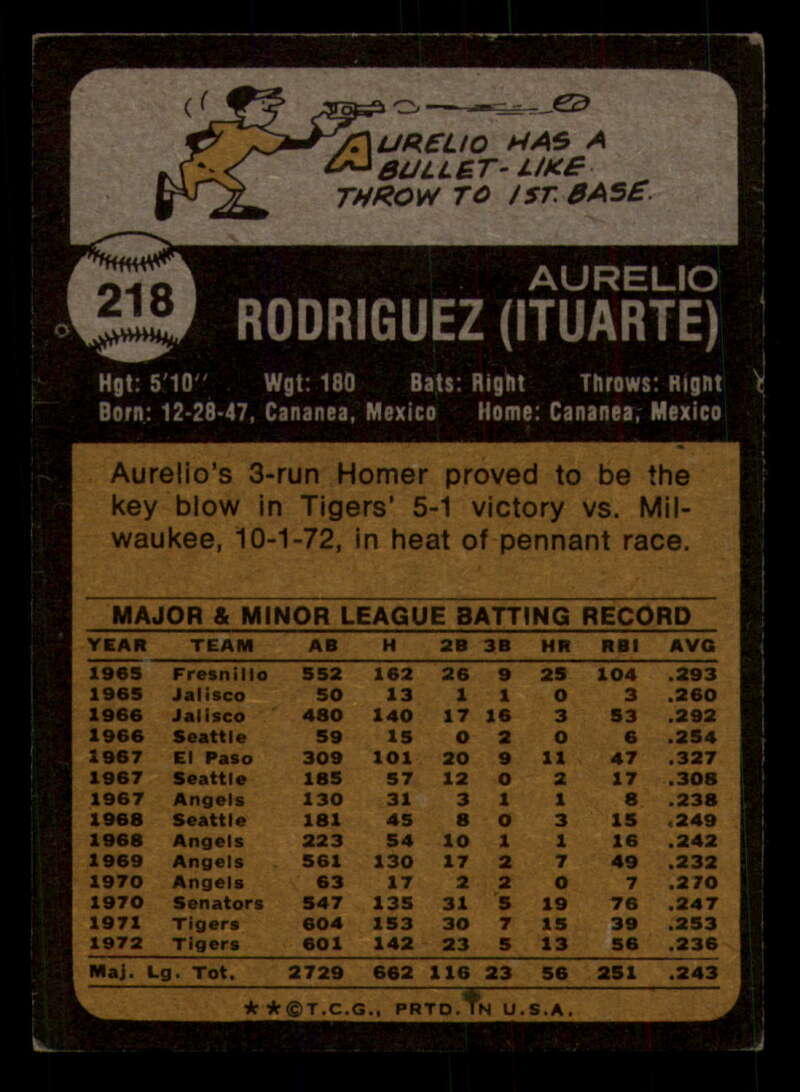 AURELIO HAS A
BULLET-LIKE
THROW TO 1ST. BASE.
218
AURELIO
RODRIGUEZ (ITUARTE)
Hgt: 5'10" Wgt: 180 Bats: Right Throws: Right
Born: 12-28-47, Cananea, Mexico Home: Cananea, Mexico
Aurelio's 3-run Homer proved to be the
key blow in Tigers' 5-1 victory vs. Mil-
waukee, 10-1-72, in heat of pennant race.
MAJOR & MINOR LEAGUE BATTING RECORD
YEAR TEAM AB H 2B 3B HR RBI AVG
1965 Fresnillo 552 162 26 9 25 104 .293
1965 Jalisco 50 13 1 1 0 3 .260
1966 Jalisco 480 140 17 16 3 53 .292
1966 Seattle 59 15 0 2 0 6 .254
1967 El Paso 309 101 20 9 11 47 .327
1967 Seattle 185 57 12 0 2 17 .308
1967 Angels 130 31 3 1 1 8 .238
1968 Seattle 181 45 8 0 3 15 .249
1968 Angels 223 54 10 1 1 16 .242
1969 Angels 561 130 17 2 7 49 .232
1970 Angels 63 17 2 2 0 7 .270
1970 Senators 547 135 31 5 19 76 .247
1971 Tigers 604 153 30 7 15 39 .253
1972 Tigers 601 142 23 5 13 56 .236
Maj. Lg. Tot. 2729 662 116 23 56 251 .243
★★©T.C.G., PRTD. IN U.S.A.